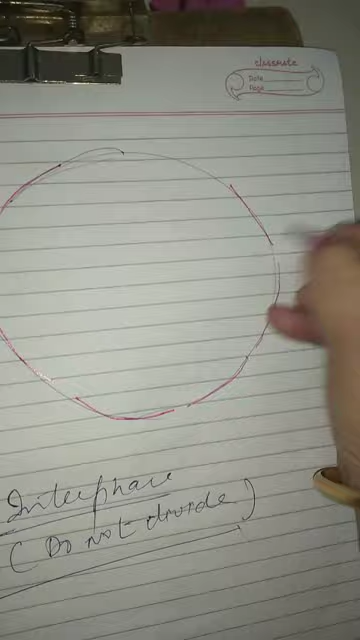 classmate
Date
Page
Interphase
(Do not divide)